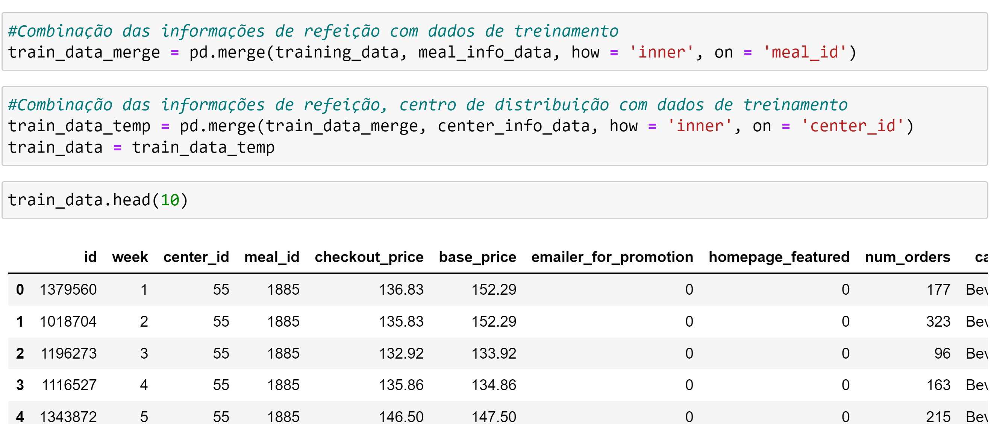 #Combinação das informações de refeição com dados de treinamento
train_data_merge = pd.merge(training_data, meal_info_data, how = 'inner', on = 'meal_id')
#Combinação das informações de refeição, centro de distribuição com dados de treinamento
train_data_temp = pd.merge(train_data_merge, center_info_data, how = 'inner', on = 'center_id')
train_data = train_data_temp
train_data.head(10)
id week center_id meal_id checkout_price base_price emailer_for_promotion homepage_featured num_orders ca
0 1379560 1 55 1885 136.83 152.29 0 0 177 Bev
1 1018704 2 55 1885 135.83 152.29 0 0 323 Bev
2 1196273 3 55 1885 132.92 133.92 0 0 96 Bev
3 1116527 4 55 1885 135.86 134.86 0 0 163 Bev
4 1343872 5 55 1885 146.50 147.50 0 0 215 Bev